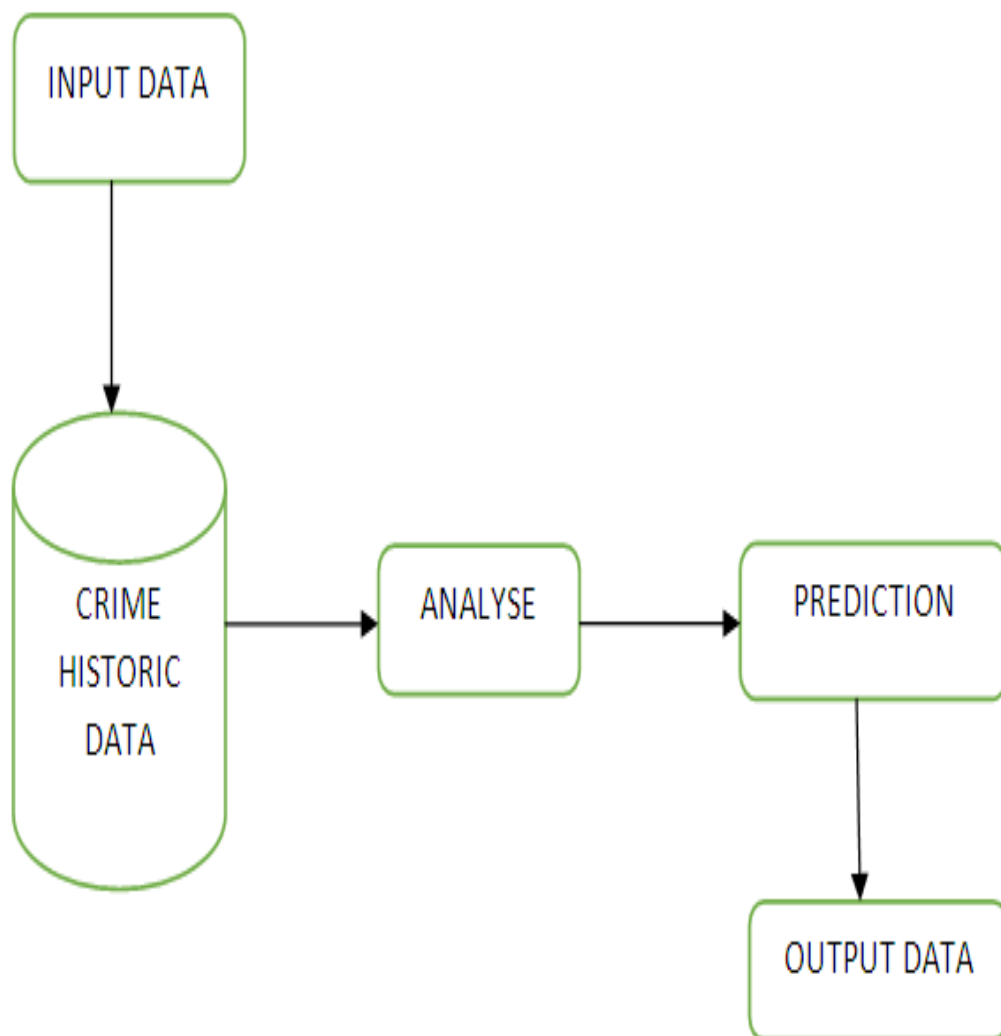 INPUT DATA
CRIME
HISTORIC
DATA
ANALYSE
PREDICTION
OUTPUT DATA